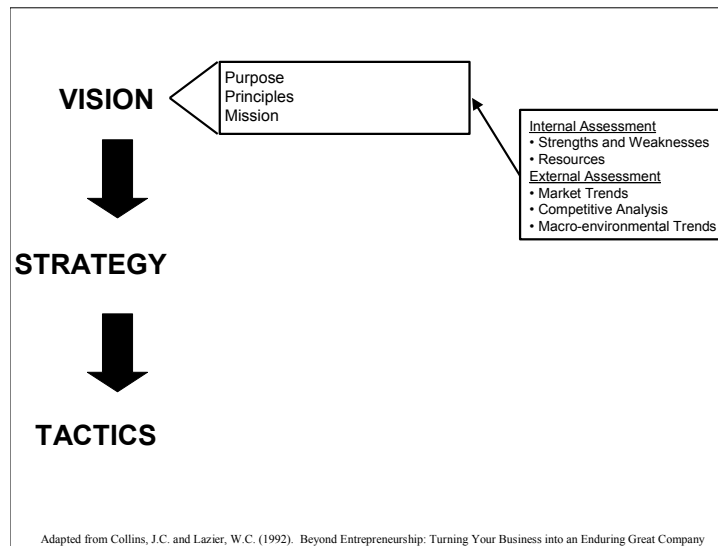 VISION
Purpose
Principles
Mission
Internal Assessment
• Strengths and Weaknesses
• Resources
External Assessment
• Market Trends
• Competitive Analysis
• Macro-environmental Trends
STRATEGY
TACTICS
Adapted from Collins, J.C. and Lazier, W.C. (1992).  Beyond Entrepreneurship: Turning Your Business into an Enduring Great Company